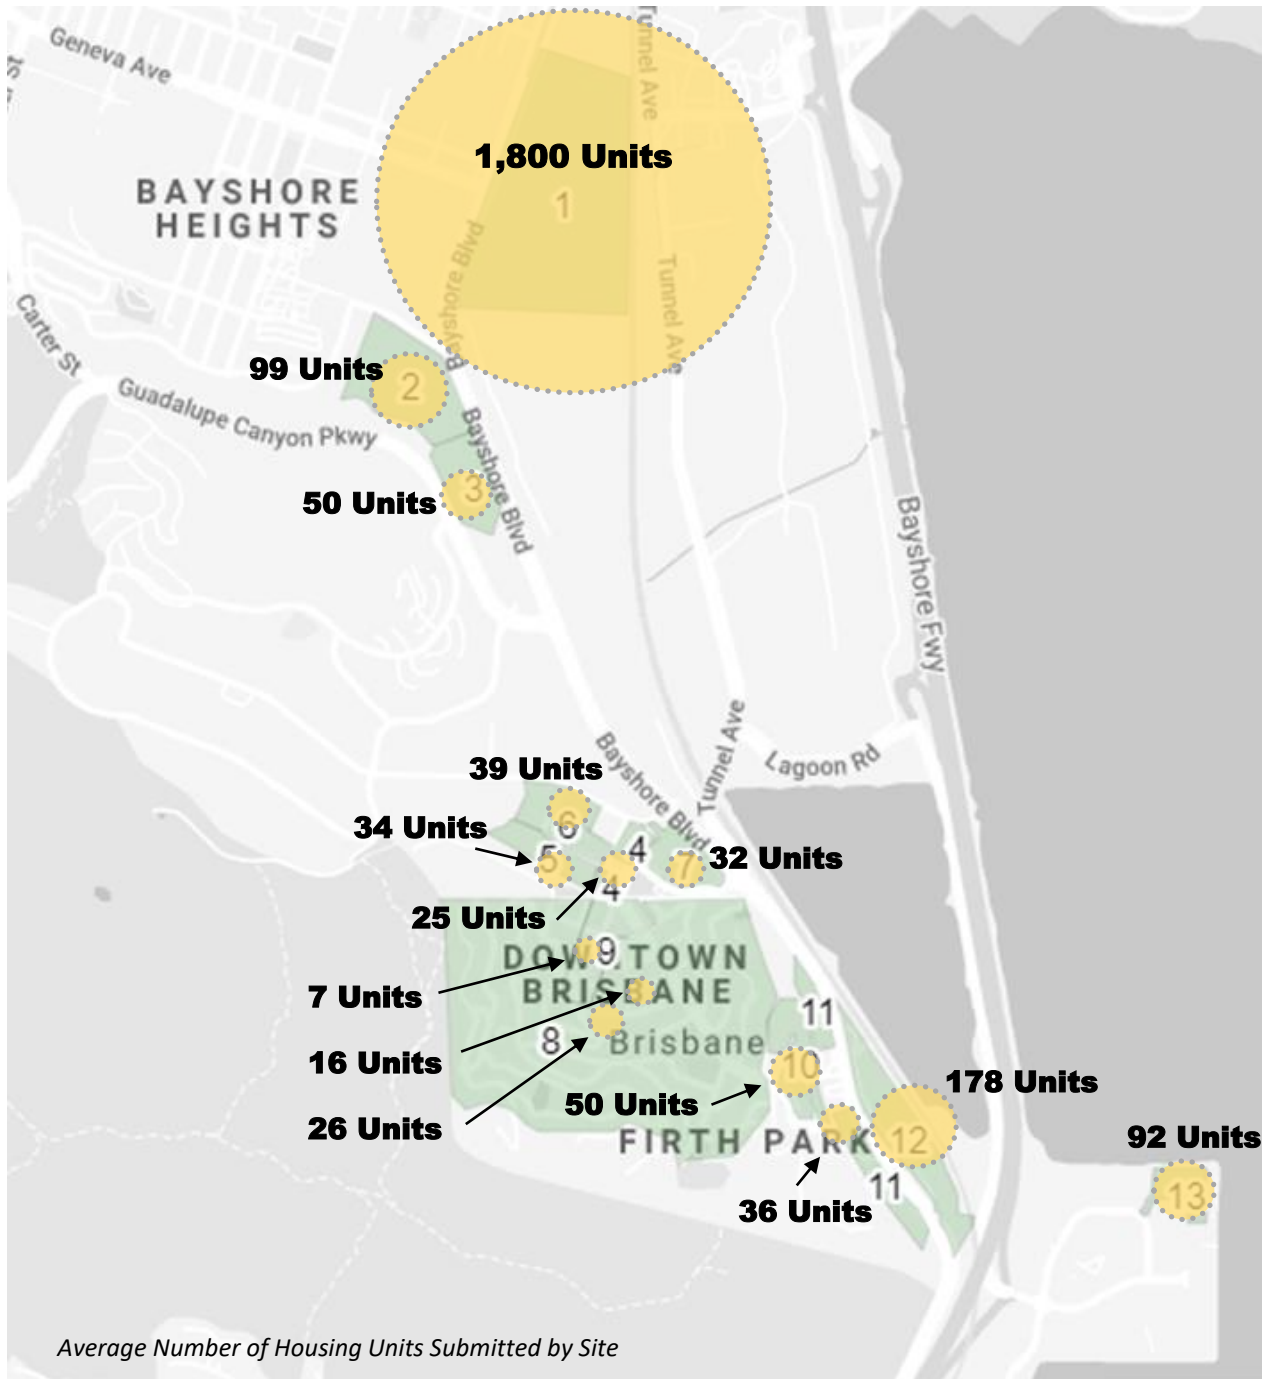 Geneva Ave
Tunnel Ave
1,800 Units
1
BAYSHORE
HEIGHTS
Bayshore Blvd
Tunnel Ave
Carter St
99 Units
2
Guadalupe Canyon Pkwy
Bayshore Blvd
3
50 Units
Bayshore Fwy
Tunnel Ave
Lagoon Rd
Bayshore Blvd
39 Units
6
34 Units
5
4
7
32 Units
4
25 Units
9
DOWNTOWN
BRISBANE
7 Units
16 Units
8
Brisbane
11
10
50 Units
178 Units
26 Units
FIRTH PARK
12
92 Units
11
13
36 Units
Average Number of Housing Units Submitted by Site